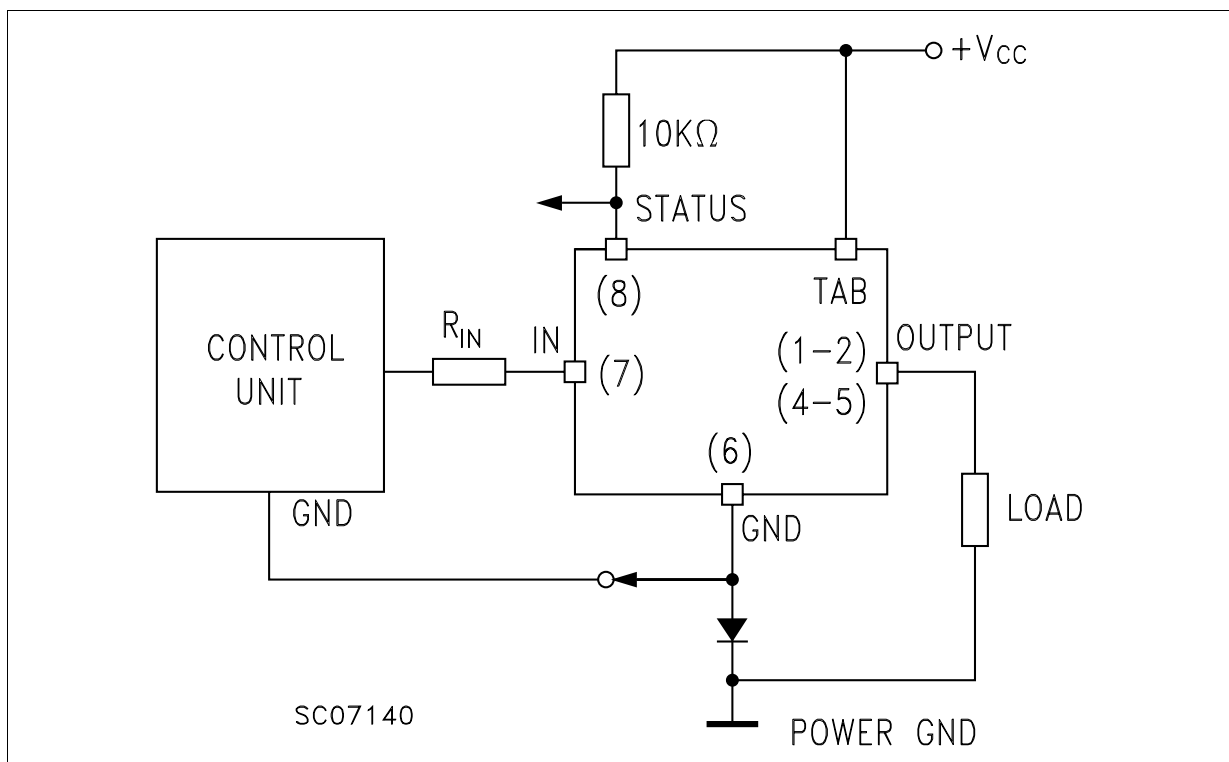 +VCC
10KΩ
STATUS
(8)
TAB
RIN
IN
(7)
(1-2)
OUTPUT
(4-5)
CONTROL
UNIT
(6)
GND
GND
LOAD
SC07140
POWER GND